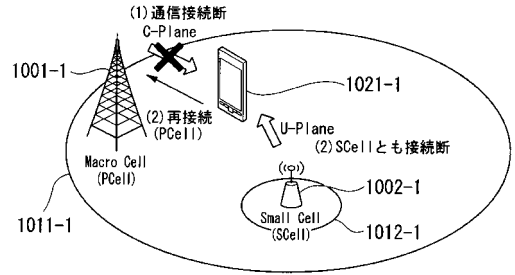 (1)通信接続断
C-Plane
1001-1
1021-1
(2)再接続
(PCell)
U-Plane
(2)SCellとも接続断
Macro Cell
(PCell)
1002-1
Small Cell
(SCell)
1011-1
1012-1